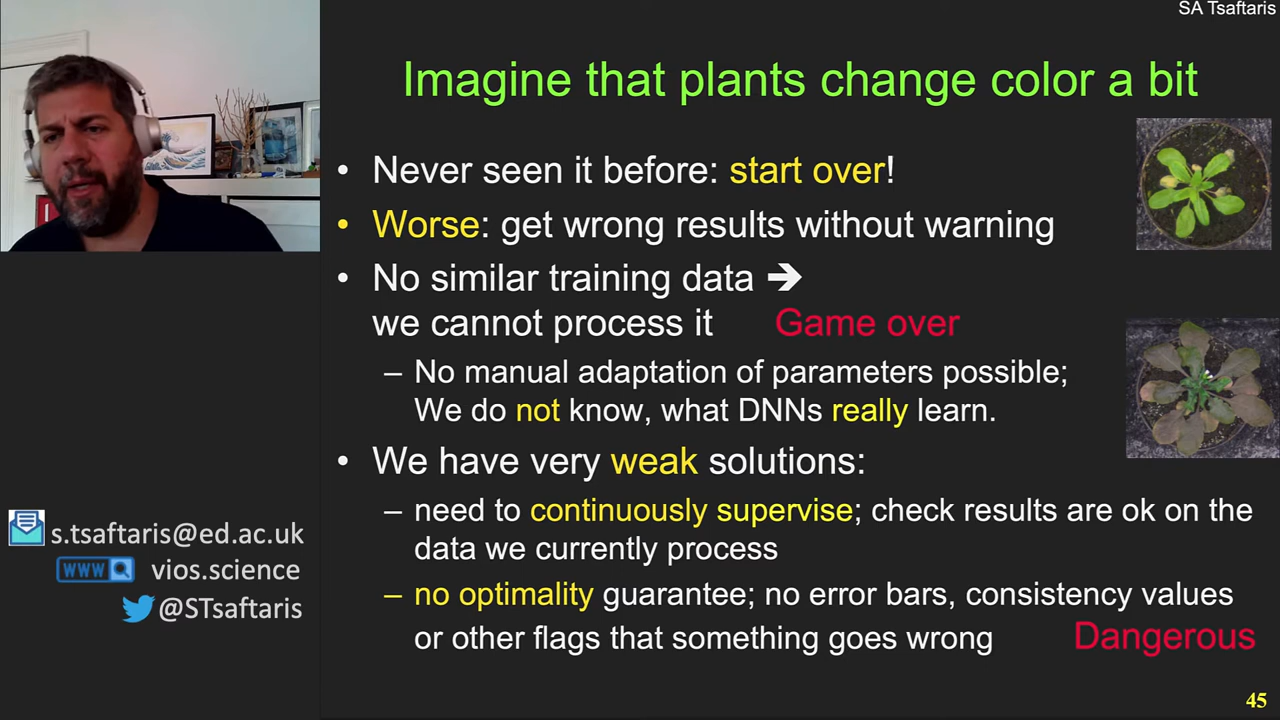 SA Tsaftaris
Imagine that plants change color a bit
• Never seen it before: start over!
• Worse: get wrong results without warning
• No similar training data ➔
we cannot process it Game over
– No manual adaptation of parameters possible;
We do not know, what DNNs really learn.
• We have very weak solutions:
– need to continuously supervise; check results are ok on the
data we currently process
– no optimality guarantee; no error bars, consistency values
or other flags that something goes wrong Dangerous
s.tsaftaris@ed.ac.uk
WWW vios.science
@STsaftaris
45